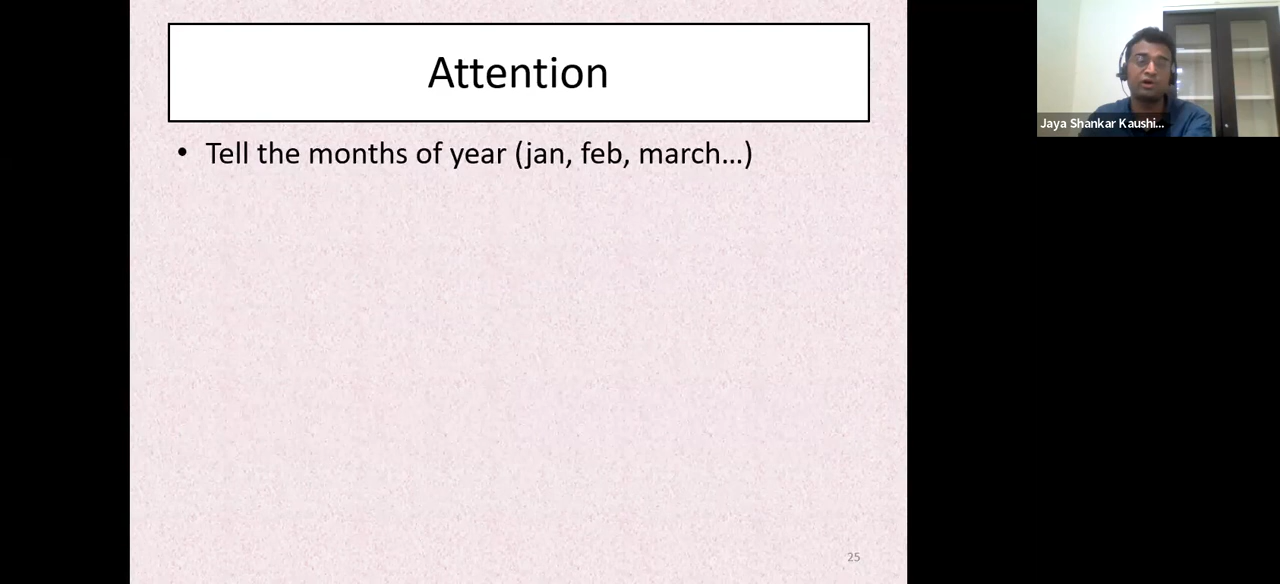 Attention
• Tell the months of year (jan, feb, march...)
Jaya Shankar Kaushi...
25